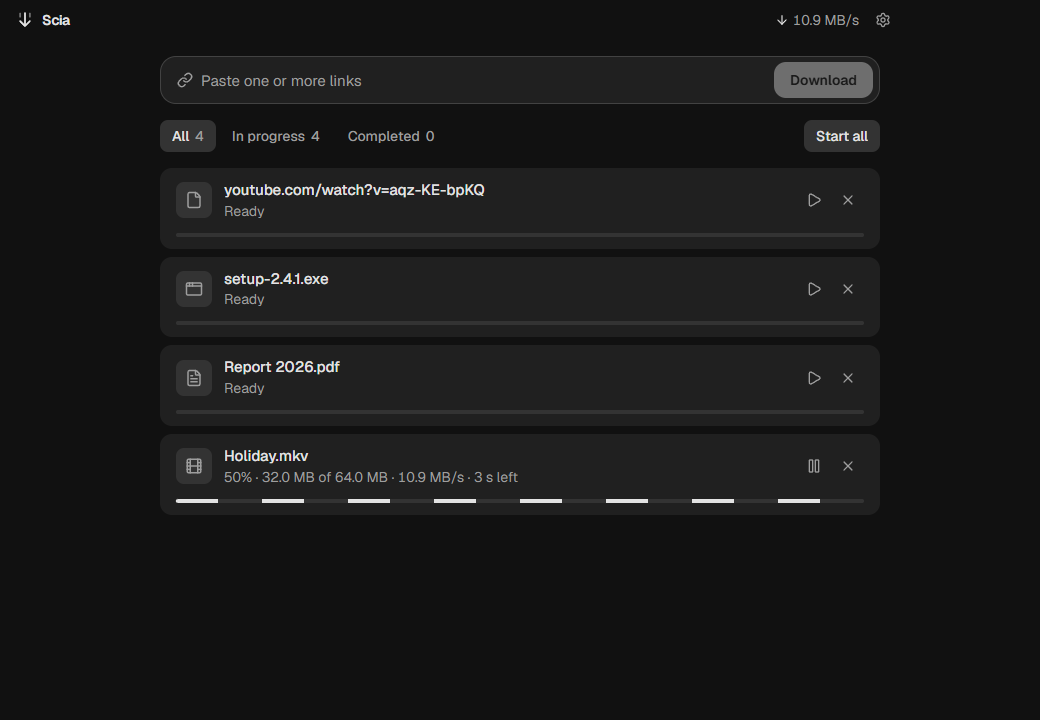 Scia
10.9 MB/s
Paste one or more links
Download
All 4
In progress 4
Completed 0
Start all
youtube.com/watch?v=aqz-KE-bpKQ
Ready
setup-2.4.1.exe
Ready
Report 2026.pdf
Ready
Holiday.mkv
50% · 32.0 MB of 64.0 MB · 10.9 MB/s · 3 s left